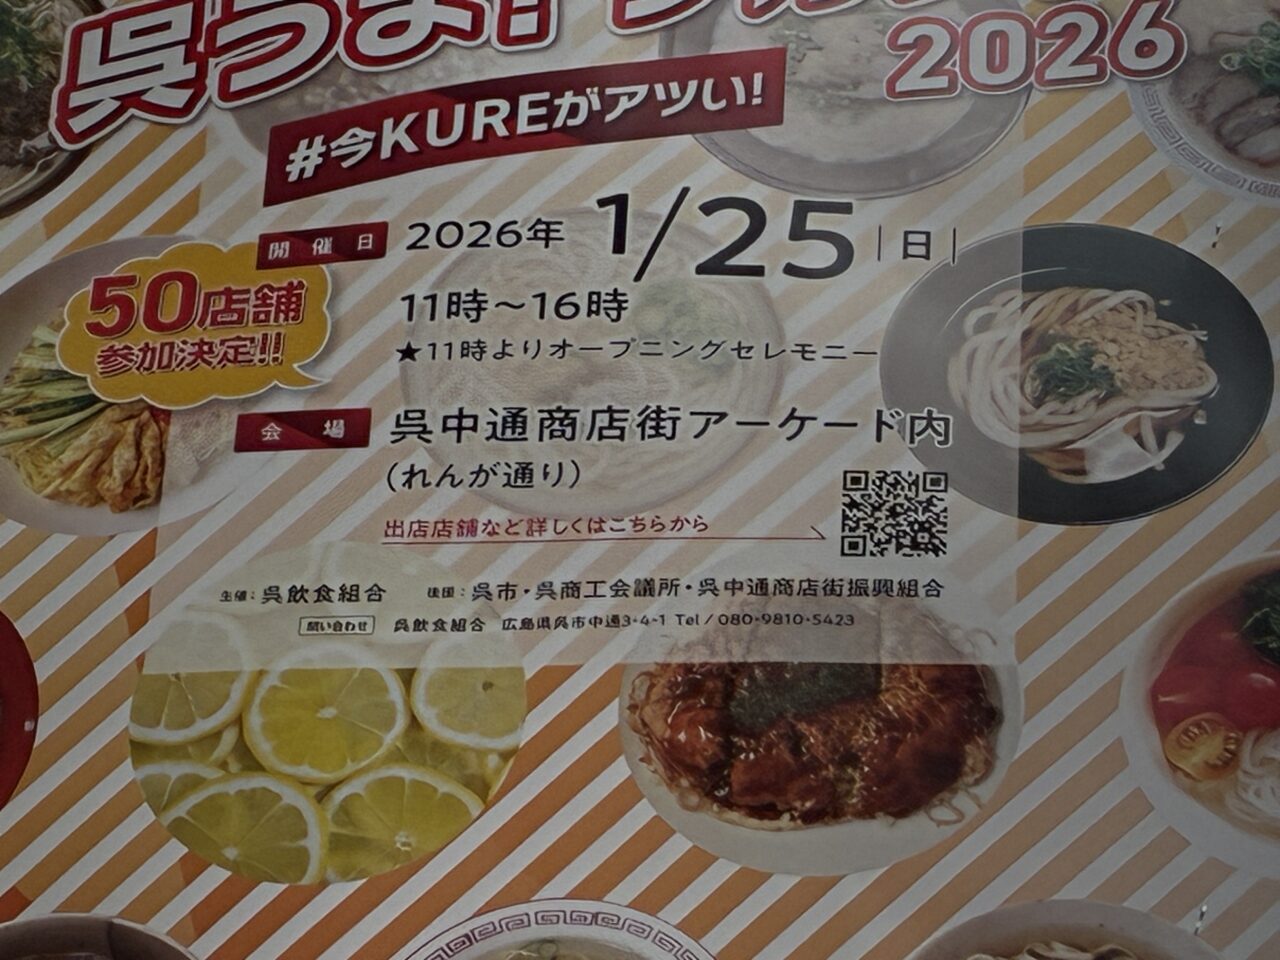 呉うま
2026
#今KUREがアツい!
開催日 2026年 1/25 |日|
50店舗
参加決定!!
11時～16時
★11時よりオープニングセレモニー
会場 呉中通商店街アーケード内
(れんが通り)
出店店舗など詳しくはこちらから
主催:呉飲食組合 後援:呉市・呉商工会議所・呉中通商店街振興組合
問い合わせ 呉飲食組合 広島県呉市中通3-4-1 Tel/080-9810-5423